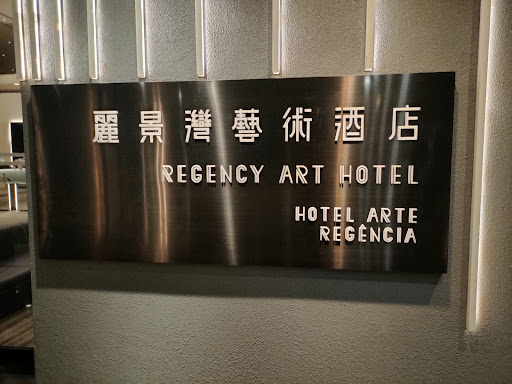 麗景灣藝術酒店
REGENCY ART HOTEL
HOTEL ARTE
REGÊNCIA